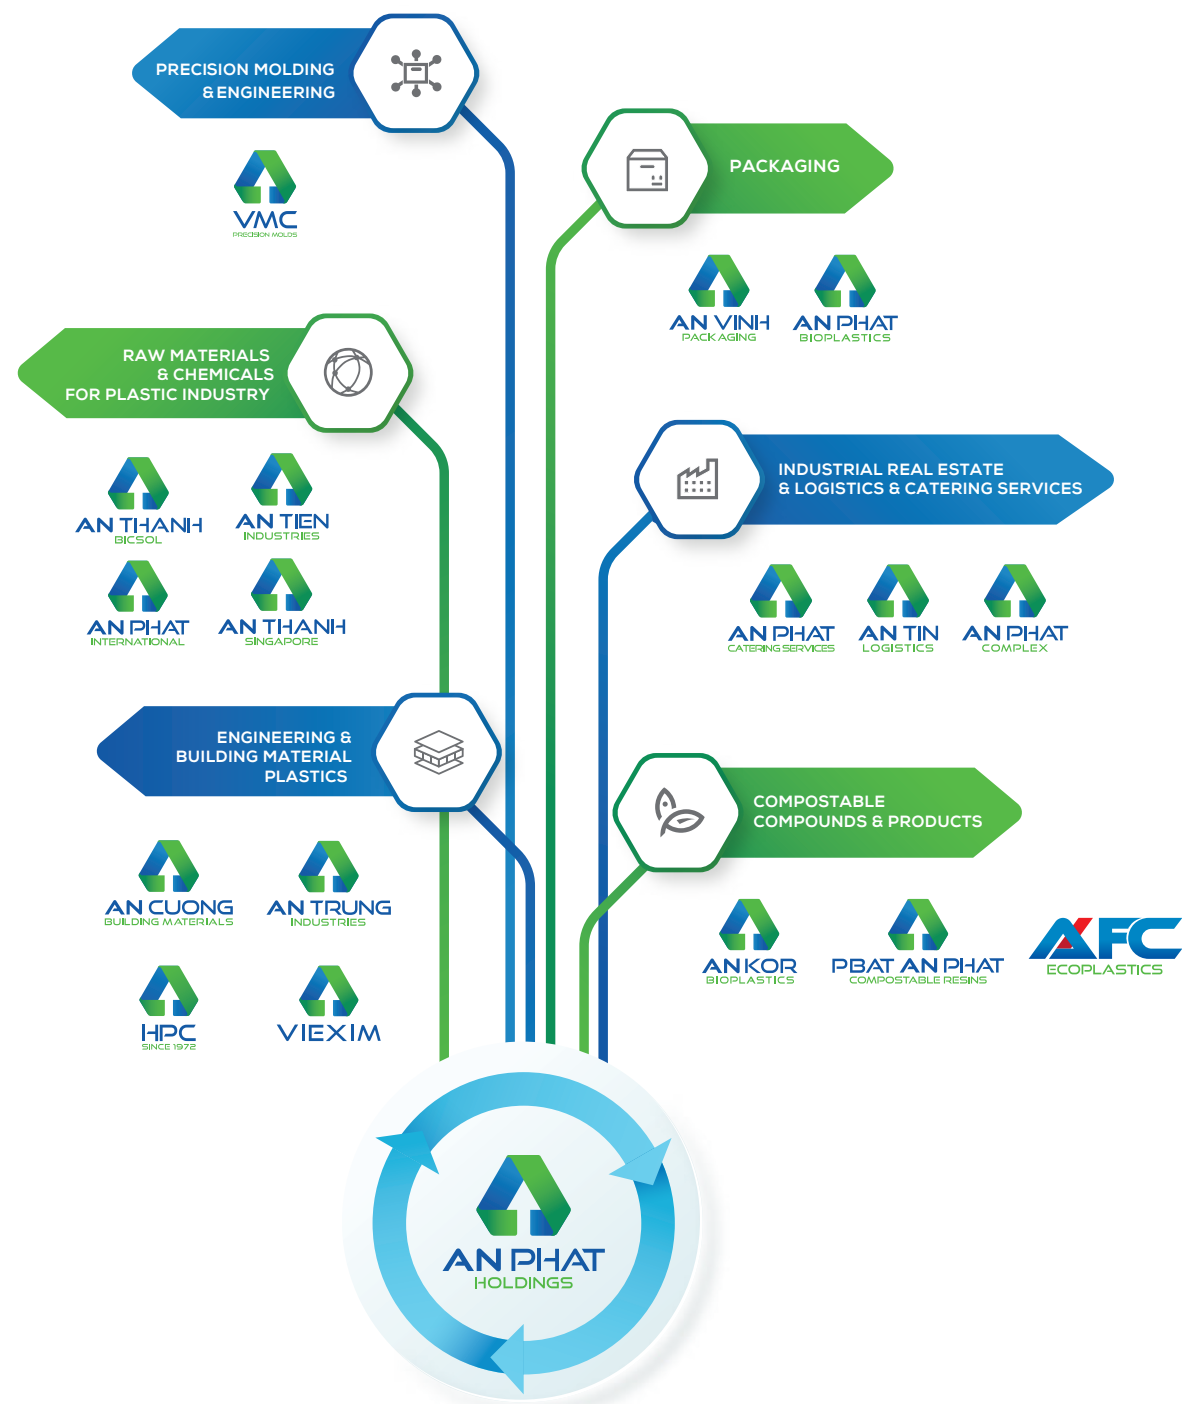 PRECISION MOLDING
& ENGINEERING
VMC
PRECISION MOLDS
PACKAGING
AN VINH
PACKAGING
AN PHAT
BIOPLASTICS
RAW MATERIALS
& CHEMICALS
FOR PLASTIC INDUSTRY
AN THANH
BICSOL
AN TIEN
INDUSTRIES
AN PHAT
INTERNATIONAL
AN THANH
SINGAPORE
INDUSTRIAL REAL ESTATE
& LOGISTICS & CATERING SERVICES
AN PHAT
CATERING SERVICES
AN TIN
LOGISTICS
AN PHAT
COMPLEX
ENGINEERING &
BUILDING MATERIAL
PLASTICS
AN CUONG
BUILDING MATERIALS
AN TRUNG
INDUSTRIES
HPC
SINCE 1972
VIEXIM
COMPOSTABLE
COMPOUNDS & PRODUCTS
ANKOR
BIOPLASTICS
PBAT AN PHAT
COMPOSTABLE RESINS
AFC
ECOPLASTICS
AN PHAT
HOLDINGS